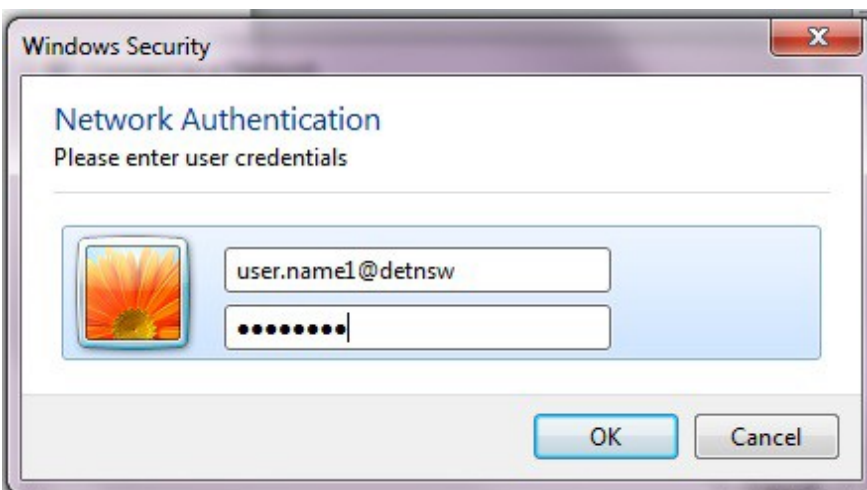 Windows Security
Network Authentication
Please enter user credentials
user.name1@detnsw
••••••••
OK
Cancel